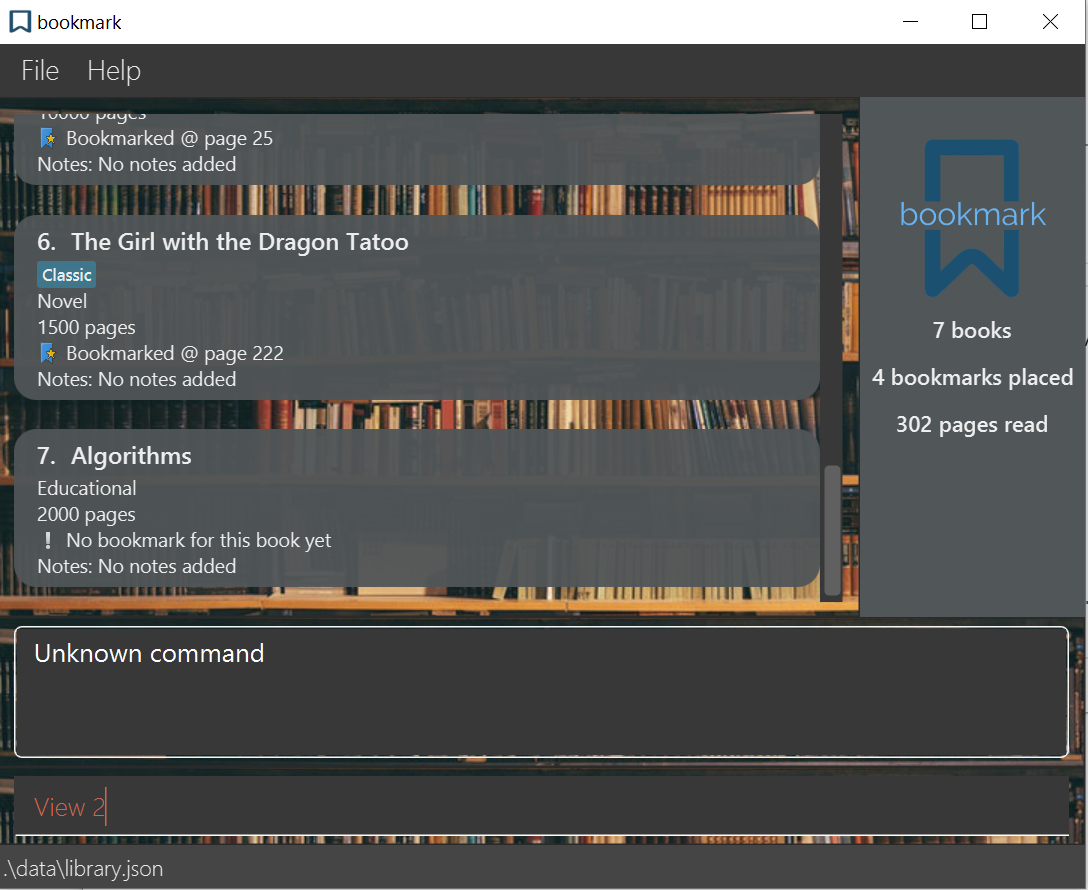 bookmark
File Help
10000 pages
Bookmarked @ page 25
Notes: No notes added
6. The Girl with the Dragon Tatoo
Classic
Novel
1500 pages
Bookmarked @ page 222
Notes: No notes added
7. Algorithms
Educational
2000 pages
No bookmark for this book yet
Notes: No notes added
bookmark
7 books
4 bookmarks placed
302 pages read
Unknown command
View 2
.\data\library.json